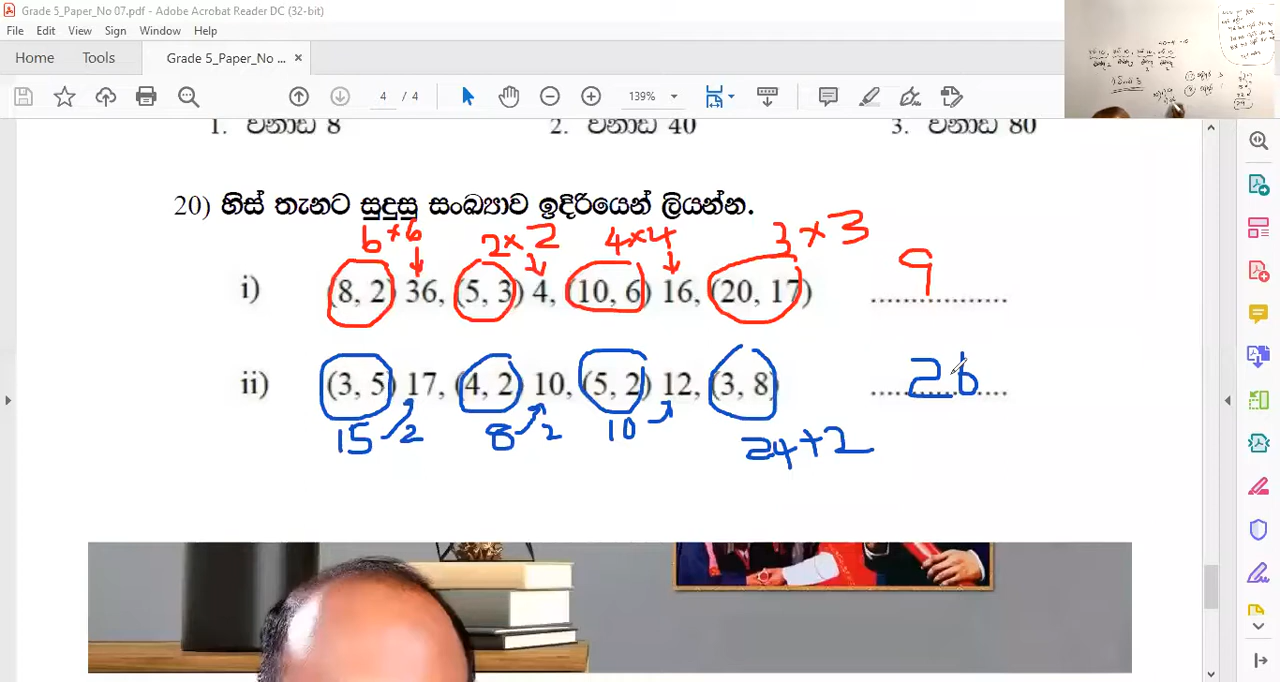 Grade 5_Paper_No 07.pdf - Adobe Acrobat Reader DC (32-bit)
File Edit View Sign Window Help
Home Tools Grade 5_Paper_No ... ×
4 / 4 139%
1. විනාඩි 8 2. විනාඩි 40 3. විනාඩි 80
20) හිස් තැනට සුදුසු සංඛ්‍යාව ඉදිරියෙන් ලියන්න.
6 × 6 2 × 2 4 × 4 3 × 3
i) (8, 2) 36, (5, 3) 4, (10, 6) 16, (20, 17) ................. 9
ii) (3, 5) 17, (4, 2) 10, (5, 2) 12, (3, 8) ................. 26
15 2 8 2 10 24+2